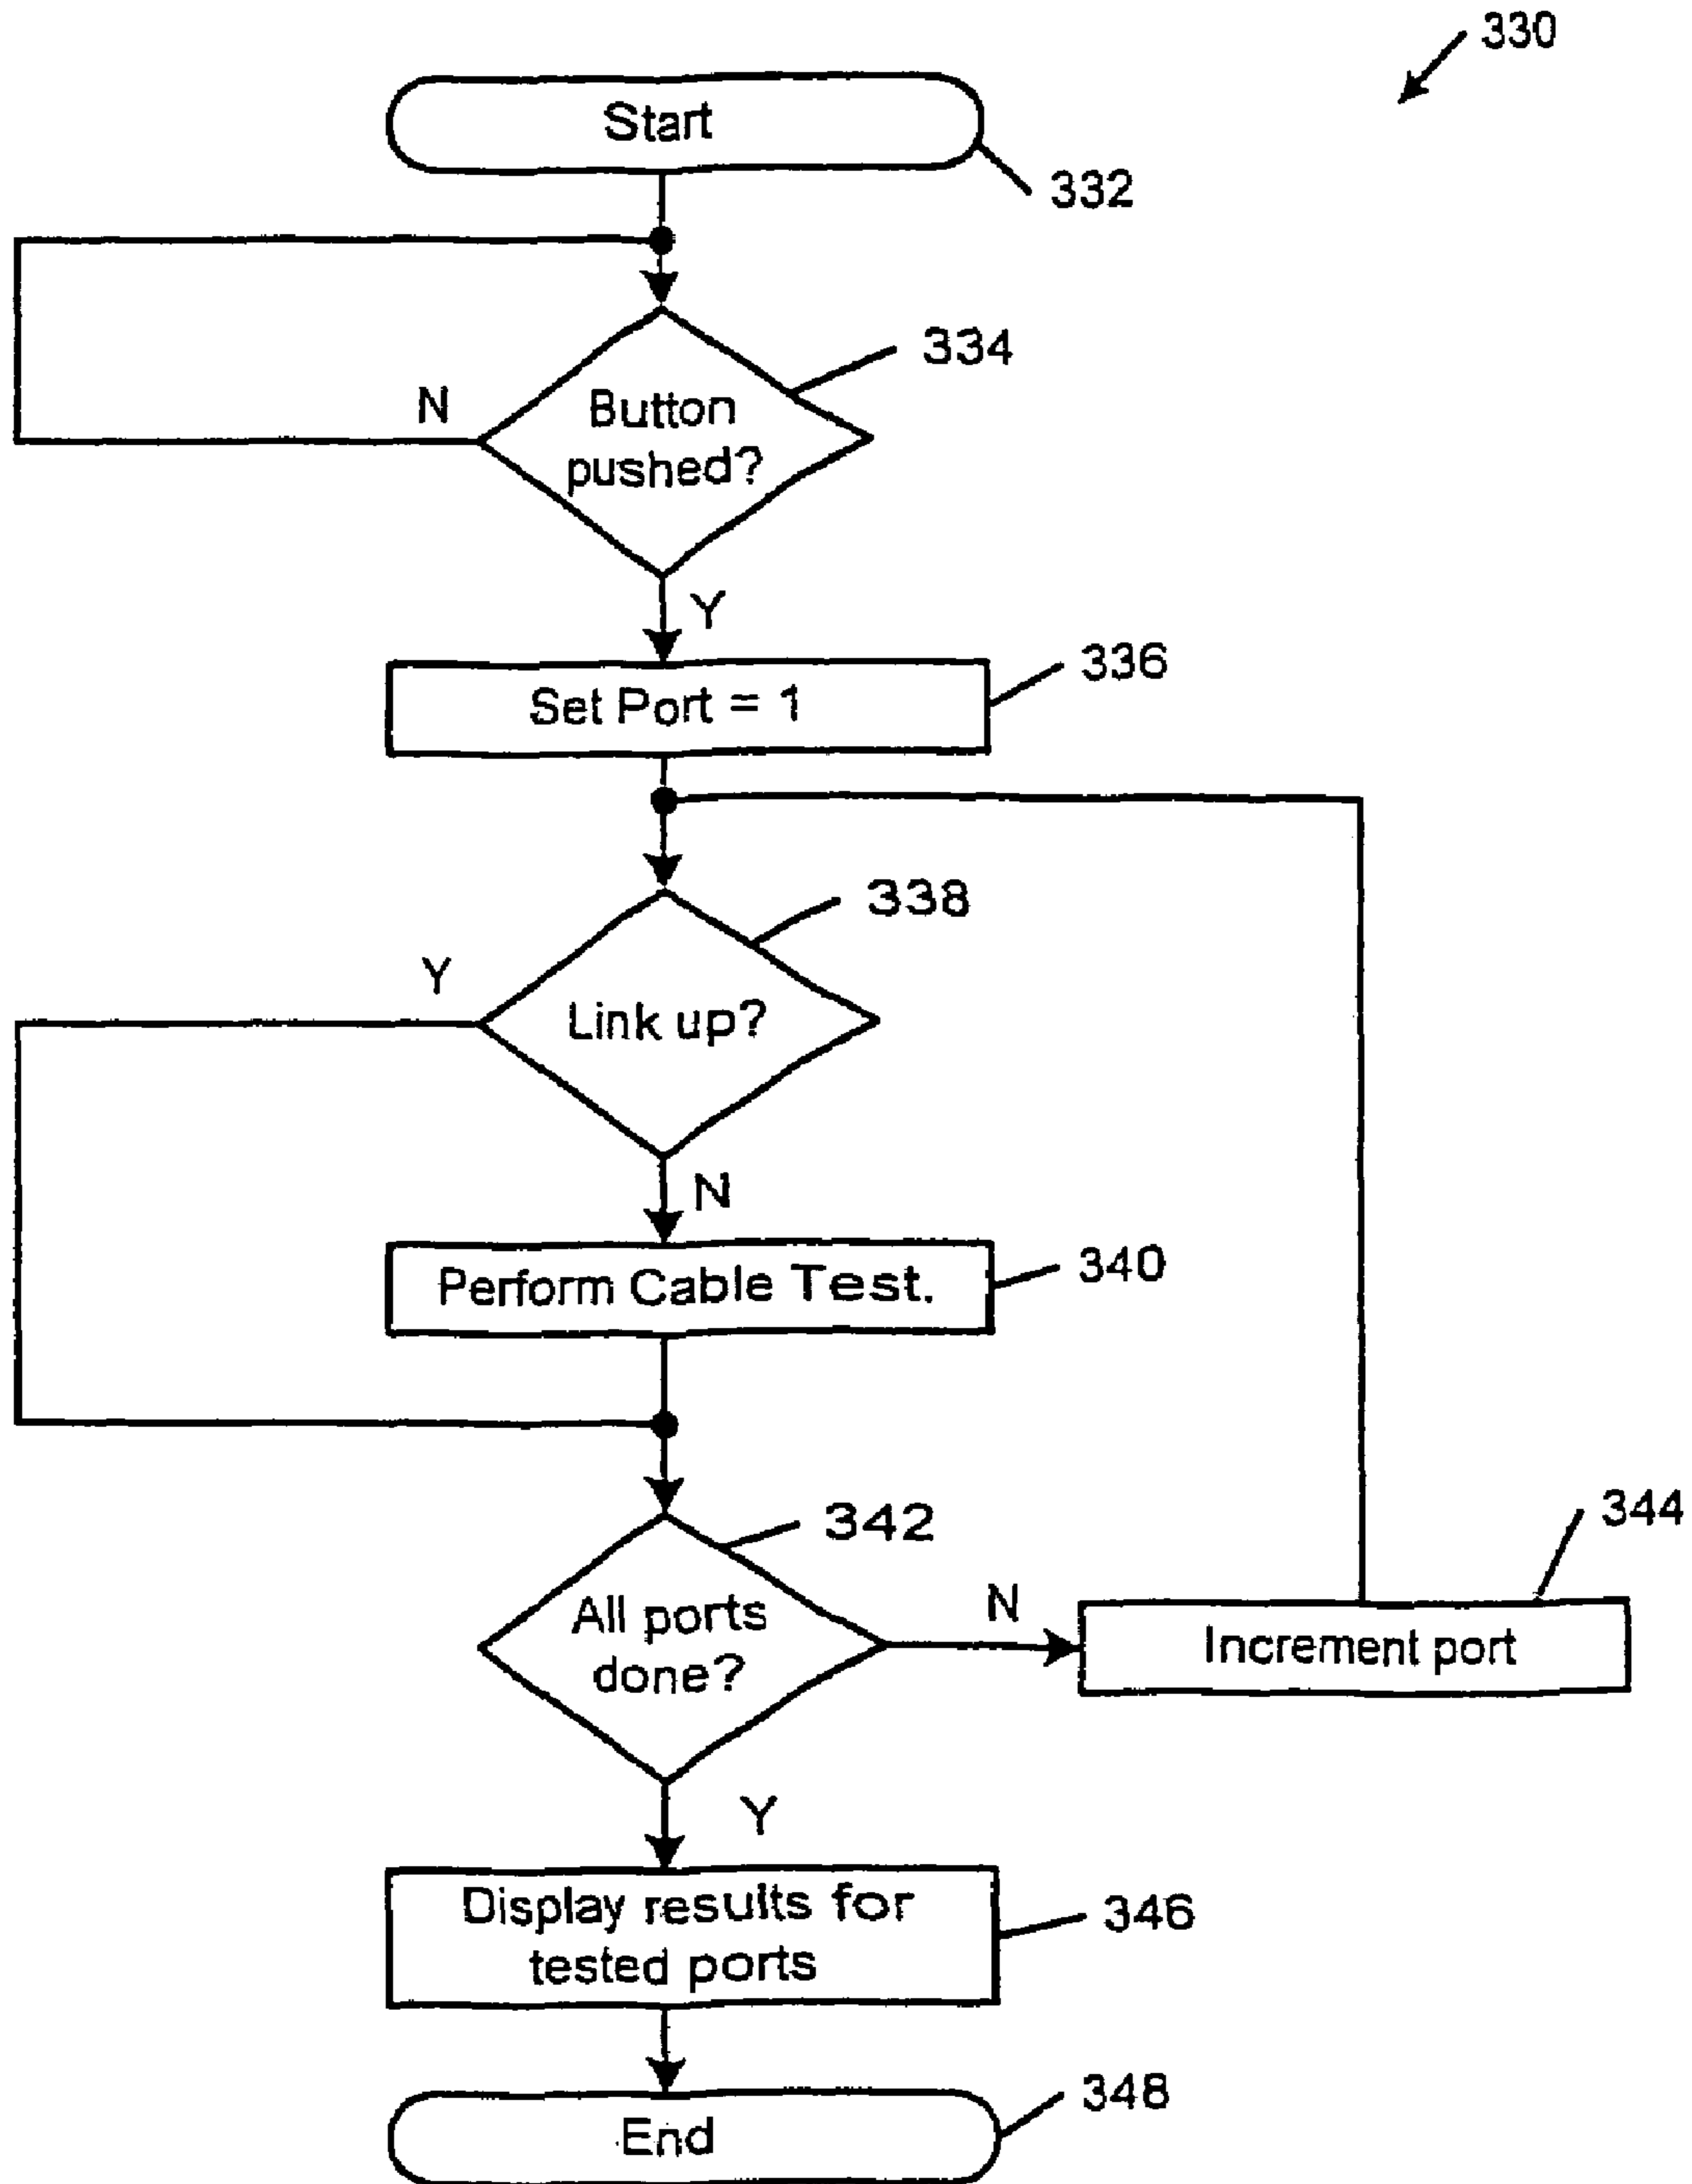 330
Start
332
334
N
Button
pushed?
Y
336
Set Port = 1
338
Y
Link up?
N
340
Perform Cable Test.
342
344
All ports
done?
N
Increment port
Y
Display results for
tested ports
346
348
End